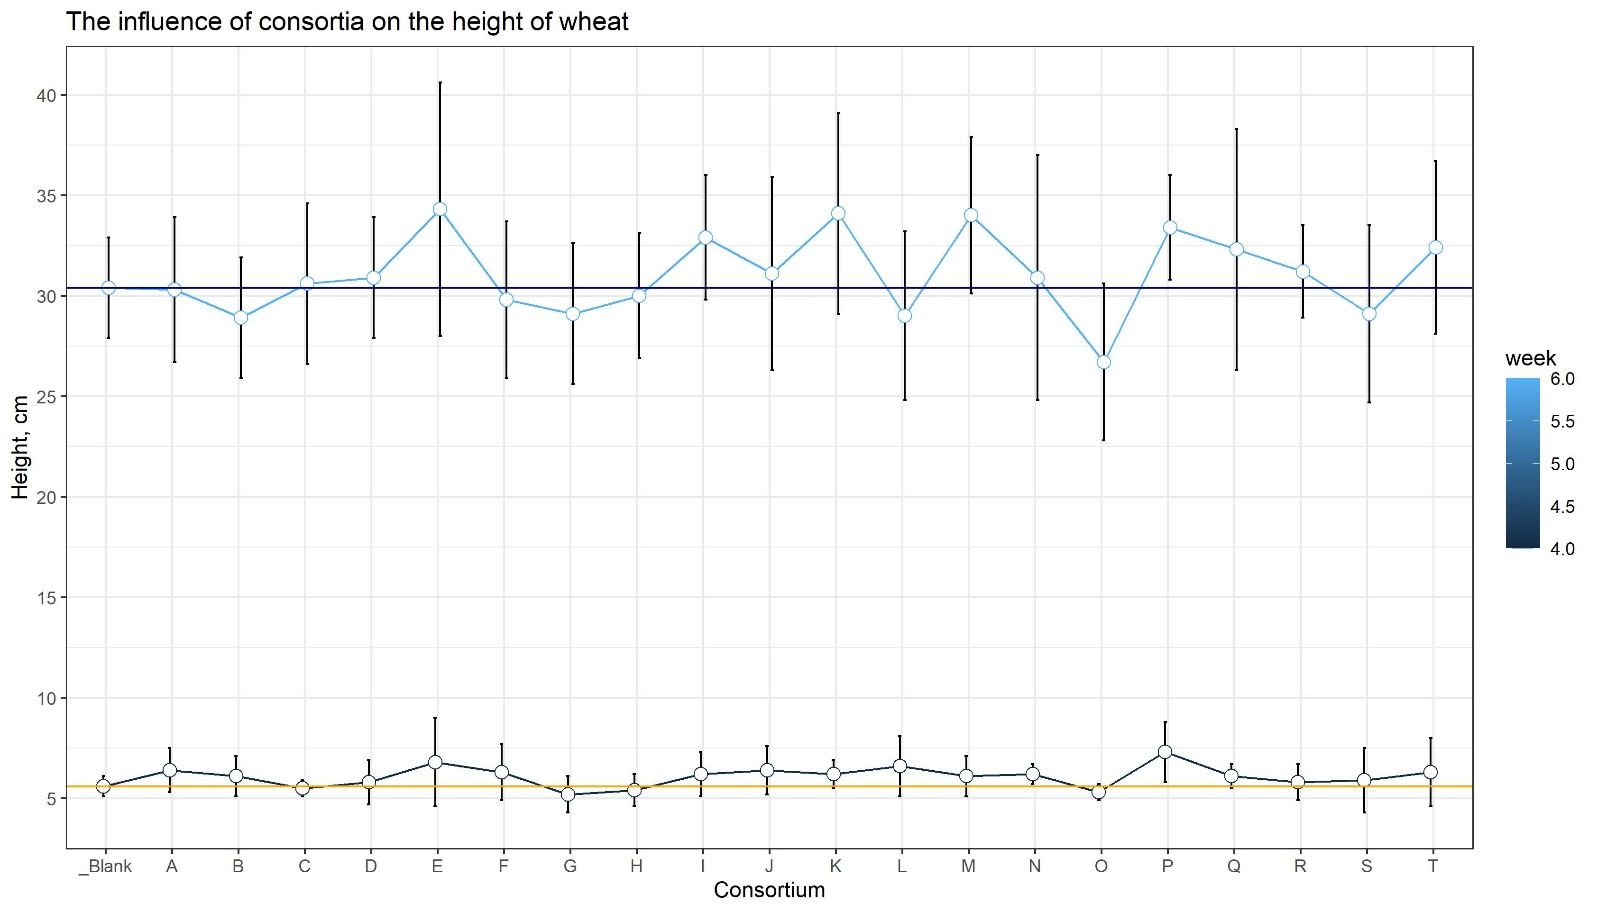 The influence of consortia on the height of wheat
40
35
30
25
20
15
10
5
Height, cm
_Blank A B C D E F G H I J K L M N O P Q R S T
Consortium
week
6.0
5.5
5.0
4.5
4.0